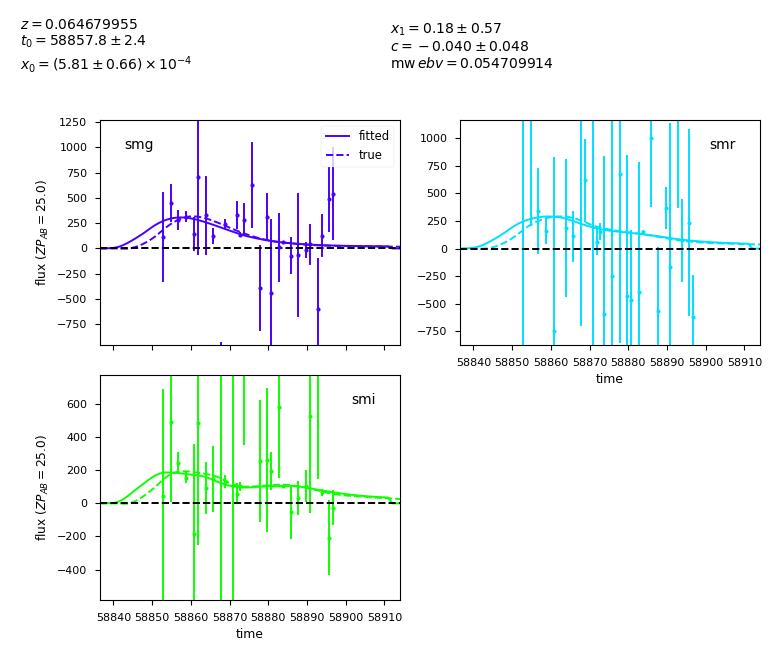 z = 0.064679955
t₀ = 58857.8 ± 2.4
x₀ = (5.81 ± 0.66) × 10⁻⁴
x₁ = 0.18 ± 0.57
c = −0.040 ± 0.048
mw ebv = 0.054709914
smg
fitted
true
1250
1000
750
500
250
0
−250
−500
−750
flux (ZP_AB = 25.0)
smr
1000
750
500
250
0
−250
−500
−750
58840 58850 58860 58870 58880 58890 58900 58910
time
smi
600
400
200
0
−200
−400
flux (ZP_AB = 25.0)
58840 58850 58860 58870 58880 58890 58900 58910
time